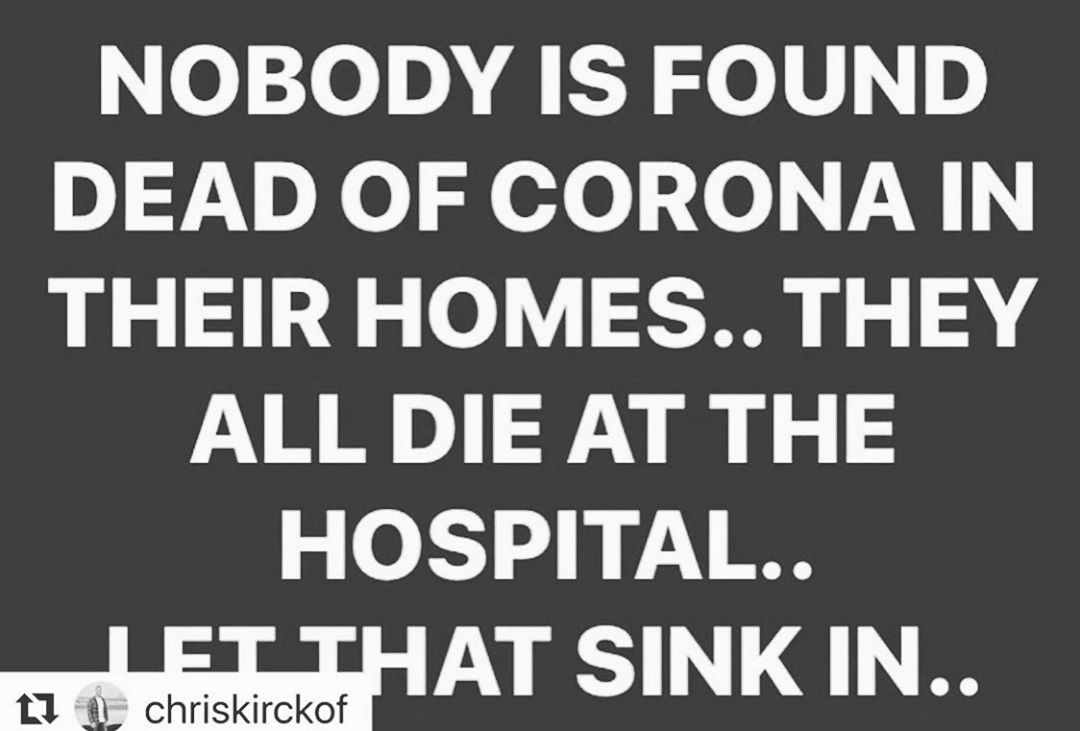 NOBODY IS FOUND
DEAD OF CORONA IN
THEIR HOMES.. THEY
ALL DIE AT THE
HOSPITAL..
LET THAT SINK IN..
chriskirckof